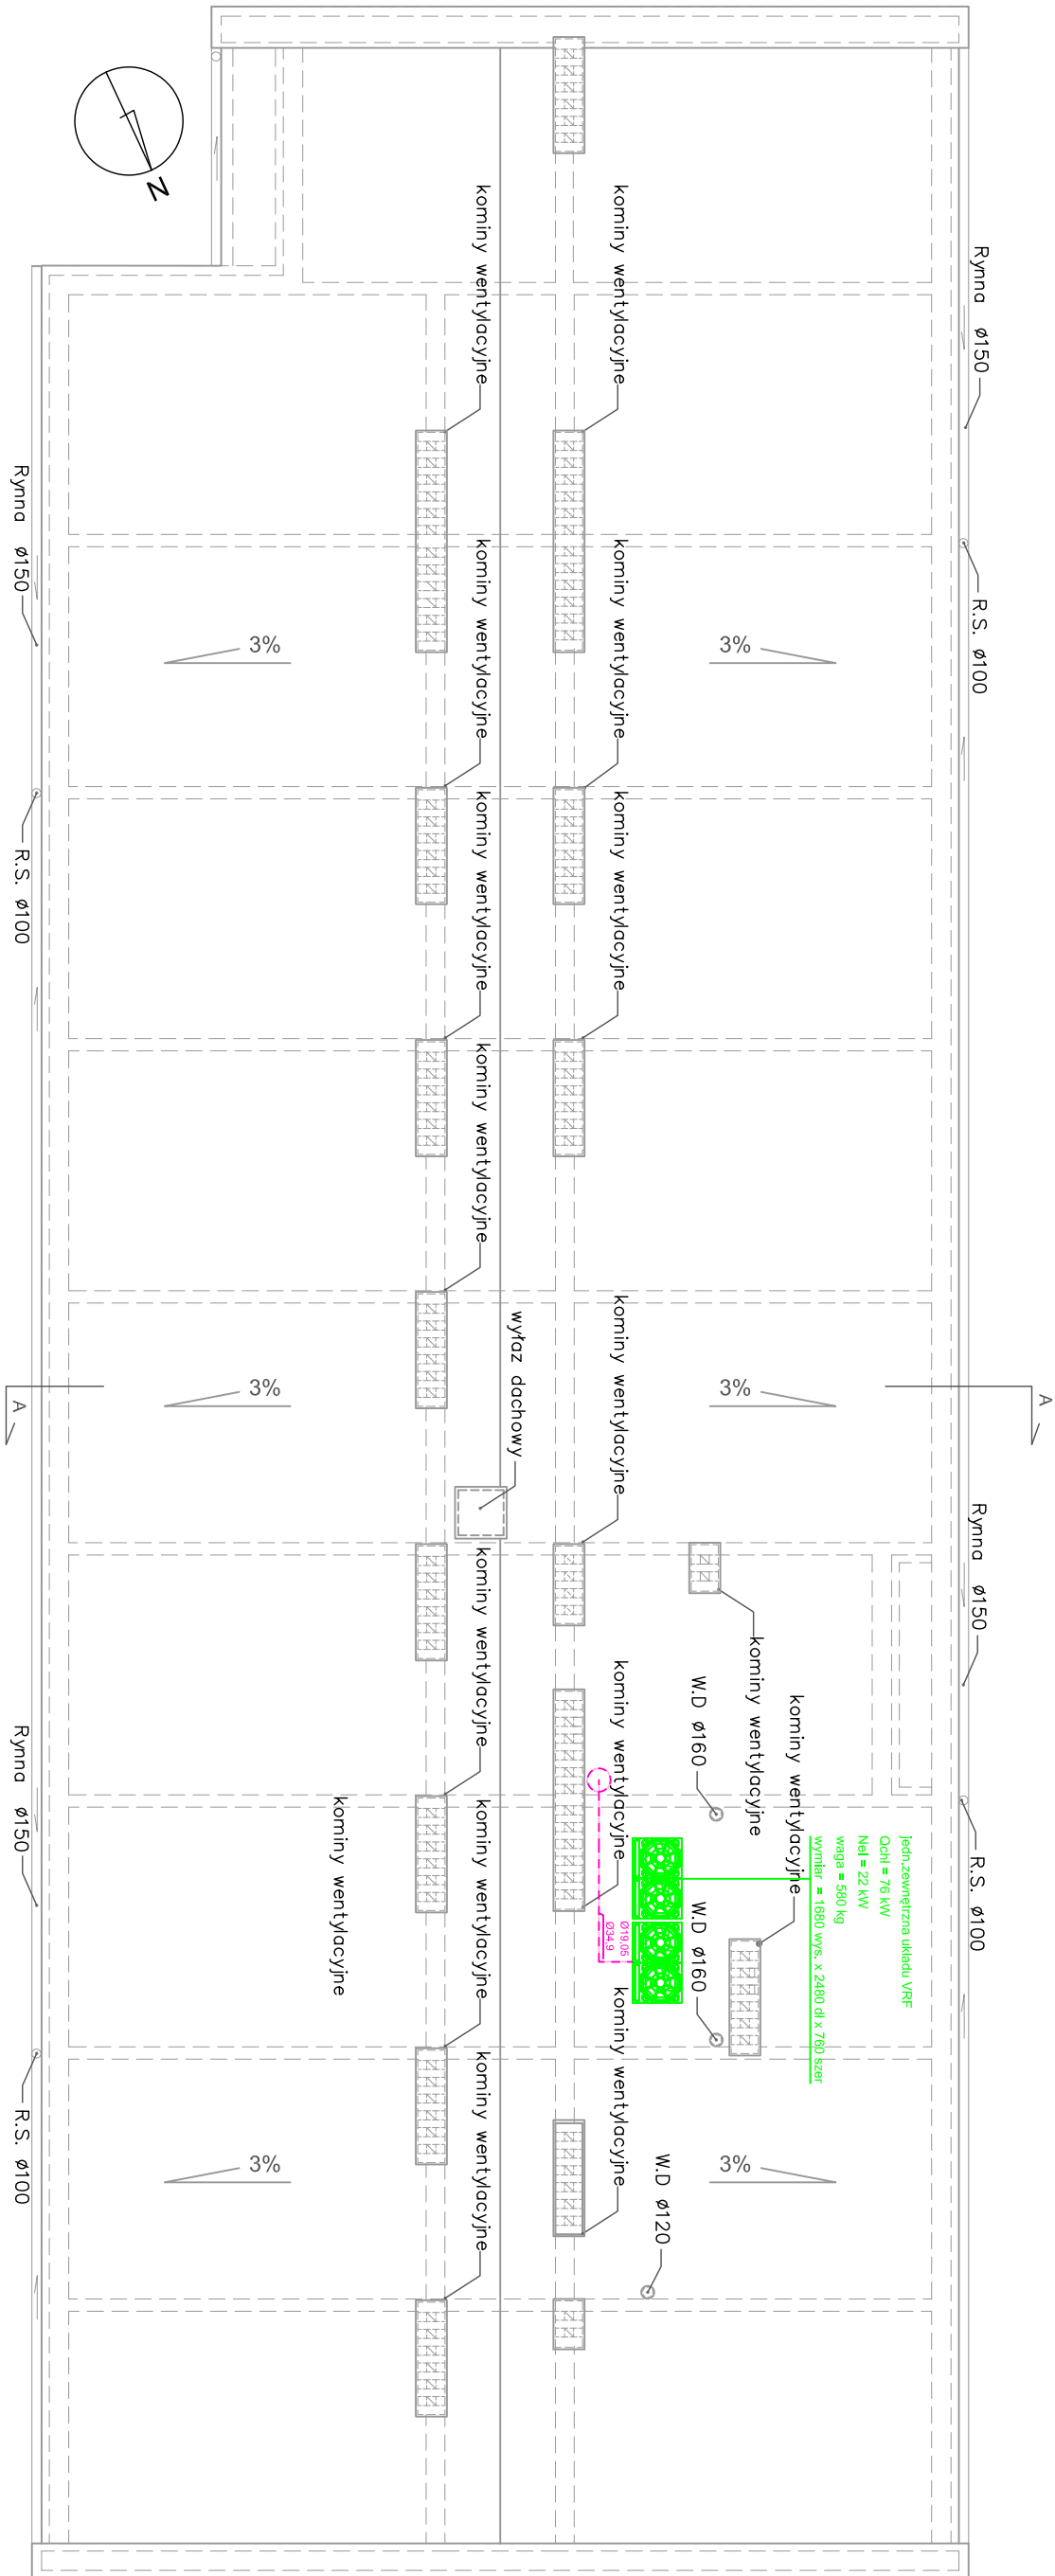 Rynna ø150
R.S. ø100
Rynna ø150
R.S. ø100
A
kominy wentylacyjne
kominy wentylacyjne
kominy wentylacyjne
kominy wentylacyjne
kominy wentylacyjne
kominy wentylacyjne
kominy wentylacyjne
kominy wentylacyjne
W.D ø160
W.D ø160
W.D ø120
jedn.zewnętrzna układu VRF
Qchł = 76 kW
Nel = 22 kW
waga = 580 kg
wymiar = 1680 wys. x 2480 dł x 760 szer
Ø19,05
Ø34,9
3%
3%
3%
wyłaz dachowy
kominy wentylacyjne
kominy wentylacyjne
kominy wentylacyjne
kominy wentylacyjne
kominy wentylacyjne
kominy wentylacyjne
kominy wentylacyjne
kominy wentylacyjne
3%
3%
3%
N
Rynna ø150
R.S. ø100
A
Rynna ø150
R.S. ø100